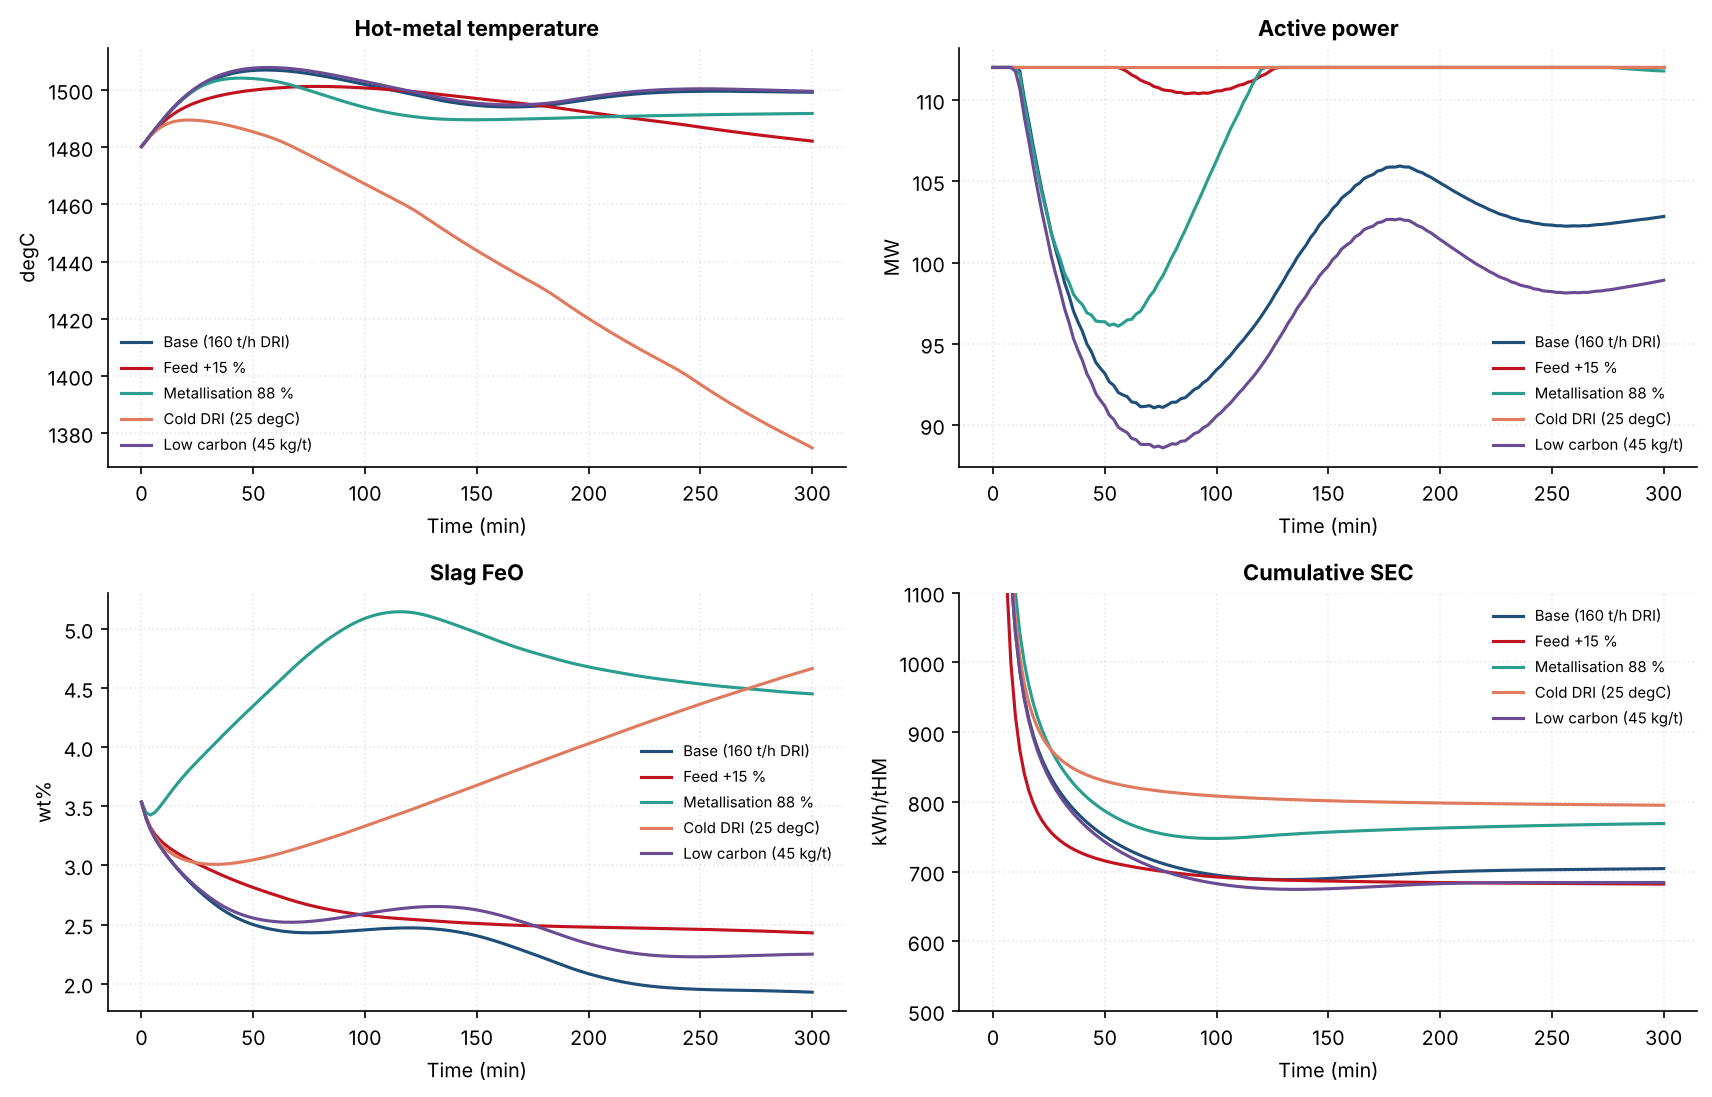 Hot-metal temperature
degC
1500
1480
1460
1440
1420
1400
1380
Base (160 t/h DRI)
Feed +15 %
Metallisation 88 %
Cold DRI (25 degC)
Low carbon (45 kg/t)
0 50 100 150 200 250 300
Time (min)
Active power
MW
110
105
100
95
90
Base (160 t/h DRI)
Feed +15 %
Metallisation 88 %
Cold DRI (25 degC)
Low carbon (45 kg/t)
0 50 100 150 200 250 300
Time (min)
Slag FeO
wt%
5.0
4.5
4.0
3.5
3.0
2.5
2.0
Base (160 t/h DRI)
Feed +15 %
Metallisation 88 %
Cold DRI (25 degC)
Low carbon (45 kg/t)
0 50 100 150 200 250 300
Time (min)
Cumulative SEC
kWh/tHM
1100
1000
900
800
700
600
500
Base (160 t/h DRI)
Feed +15 %
Metallisation 88 %
Cold DRI (25 degC)
Low carbon (45 kg/t)
0 50 100 150 200 250 300
Time (min)